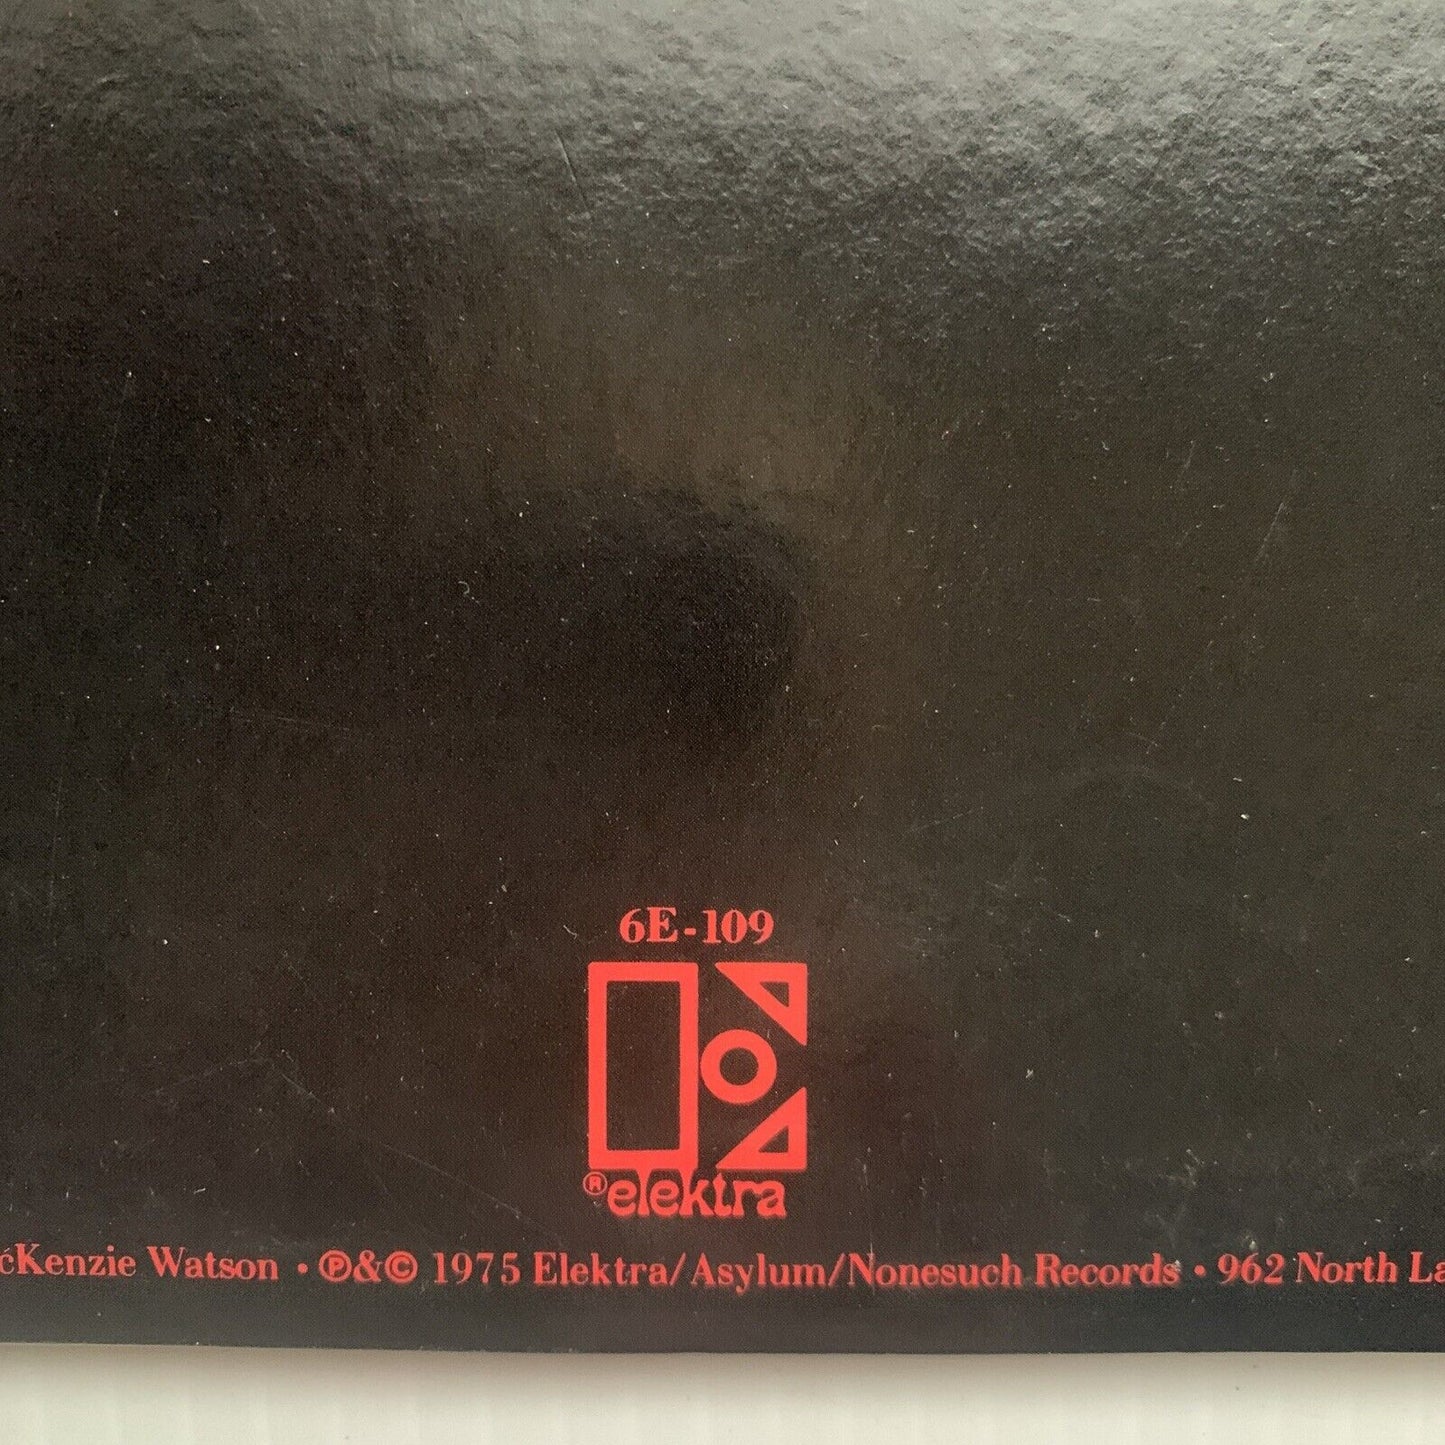 6E-109
® elektra
cKenzie Watson • ℗&© 1975 Elektra/Asylum/Nonesuch Records • 962 North La